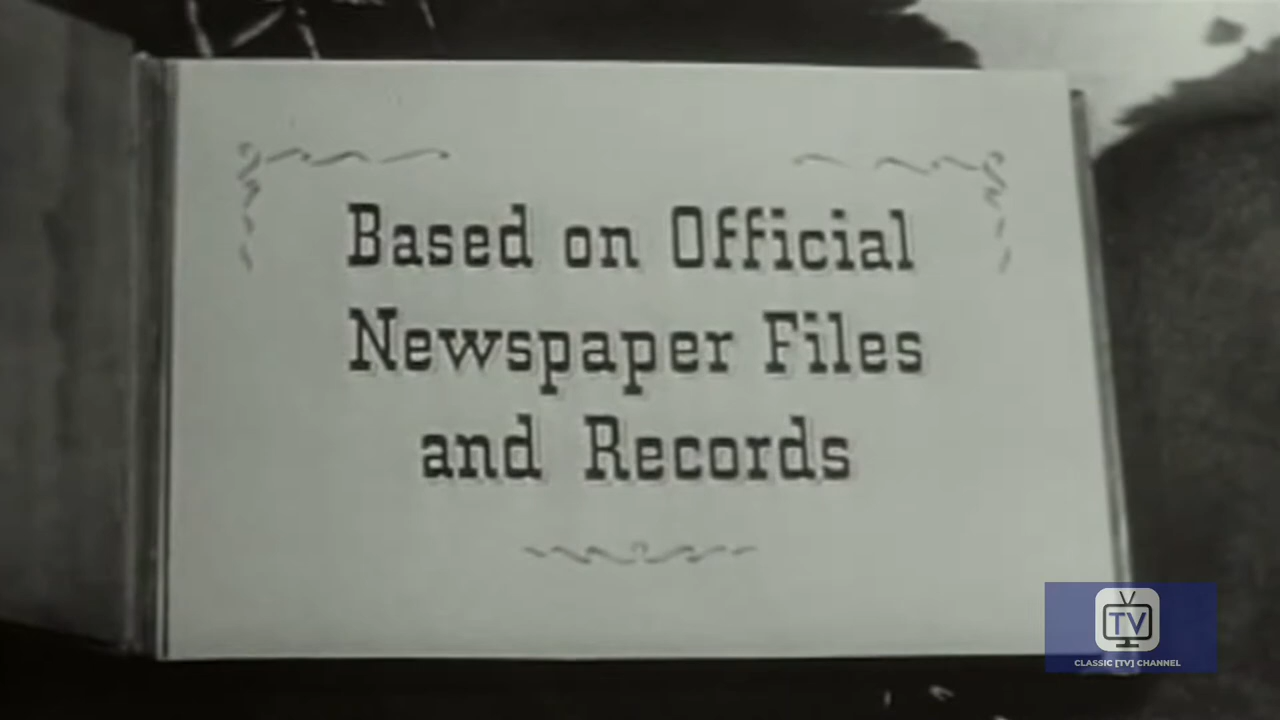 Based on Official
Newspaper Files
and Records
TV
CLASSIC [TV] CHANNEL